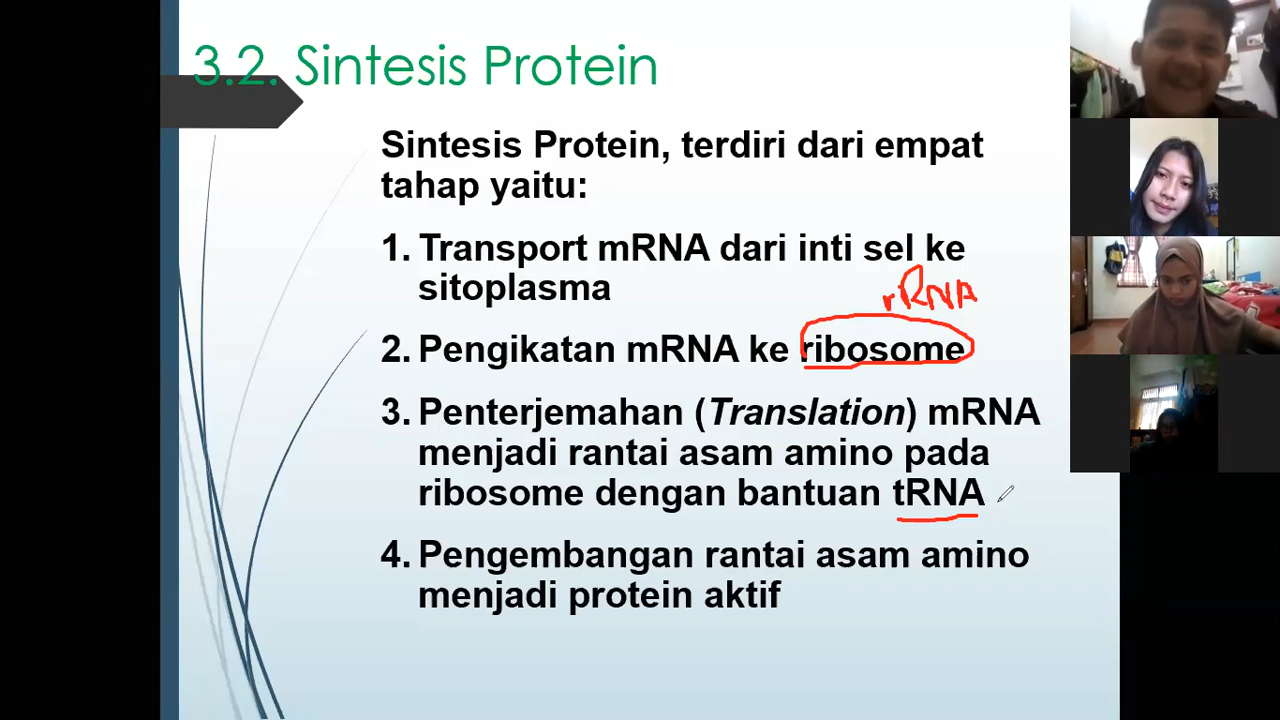 3.2. Sintesis Protein
Sintesis Protein, terdiri dari empat
tahap yaitu:
1. Transport mRNA dari inti sel ke
sitoplasma
rRNA
2. Pengikatan mRNA ke ribosome
3. Penterjemahan (Translation) mRNA
menjadi rantai asam amino pada
ribosome dengan bantuan tRNA
4. Pengembangan rantai asam amino
menjadi protein aktif